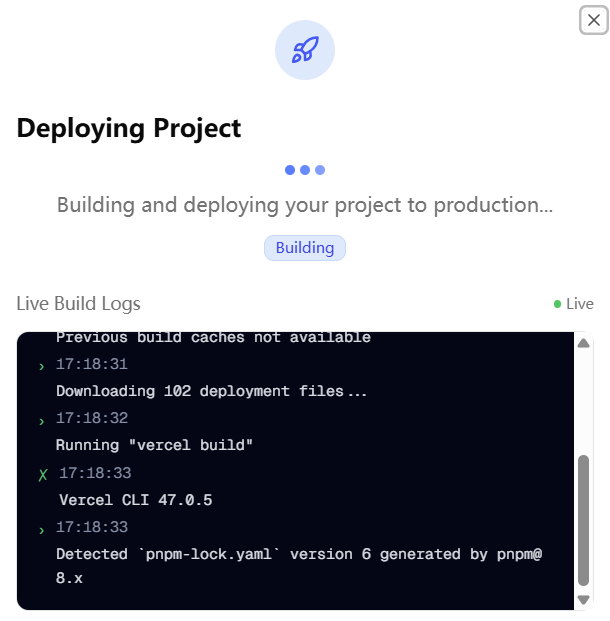 Deploying Project
Building and deploying your project to production...
Building
Live Build Logs
Live
Previous build caches not available
› 17:18:31
Downloading 102 deployment files...
› 17:18:32
Running "vercel build"
✗ 17:18:33
Vercel CLI 47.0.5
› 17:18:33
Detected `pnpm-lock.yaml` version 6 generated by pnpm@
8.x